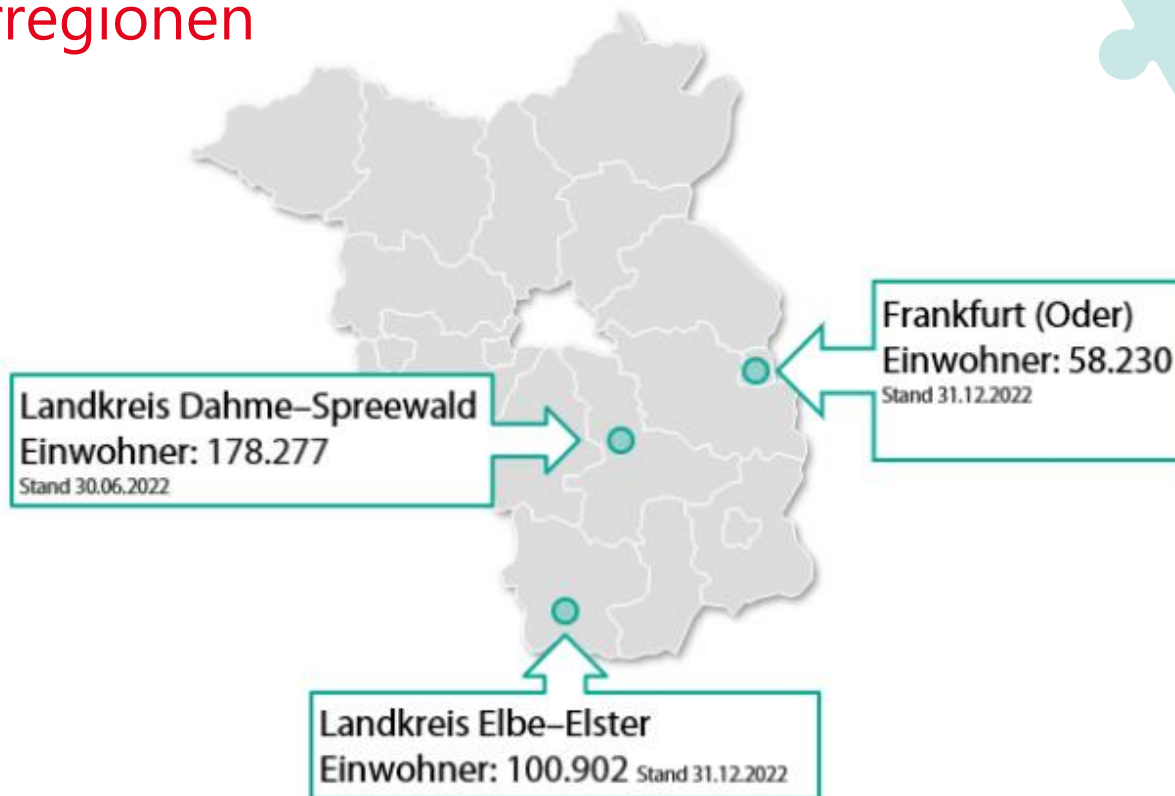 rregionen
Frankfurt (Oder)
Einwohner: 58.230
Stand 31.12.2022
Landkreis Dahme–Spreewald
Einwohner: 178.277
Stand 30.06.2022
Landkreis Elbe–Elster
Einwohner: 100.902 Stand 31.12.2022